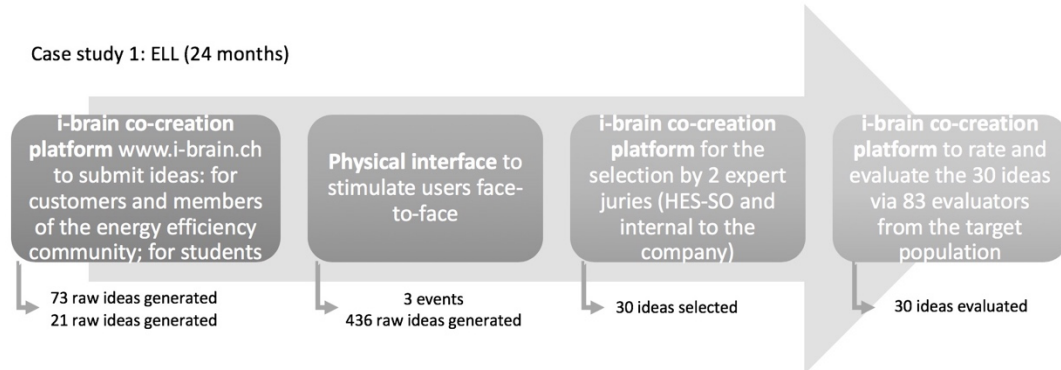 Case study 1: ELL (24 months)
i-brain co-creation
platform www.i-brain.ch
to submit ideas: for
customers and members
of the energy efficiency
community; for students
73 raw ideas generated
21 raw ideas generated
Physical interface to
stimulate users face-
to-face
3 events
436 raw ideas generated
i-brain co-creation
platform for the
selection by 2 expert
juries (HES-SO and
internal to the
company)
30 ideas selected
i-brain co-creation
platform to rate and
evaluate the 30 ideas
via 83 evaluators
from the target
population
30 ideas evaluated